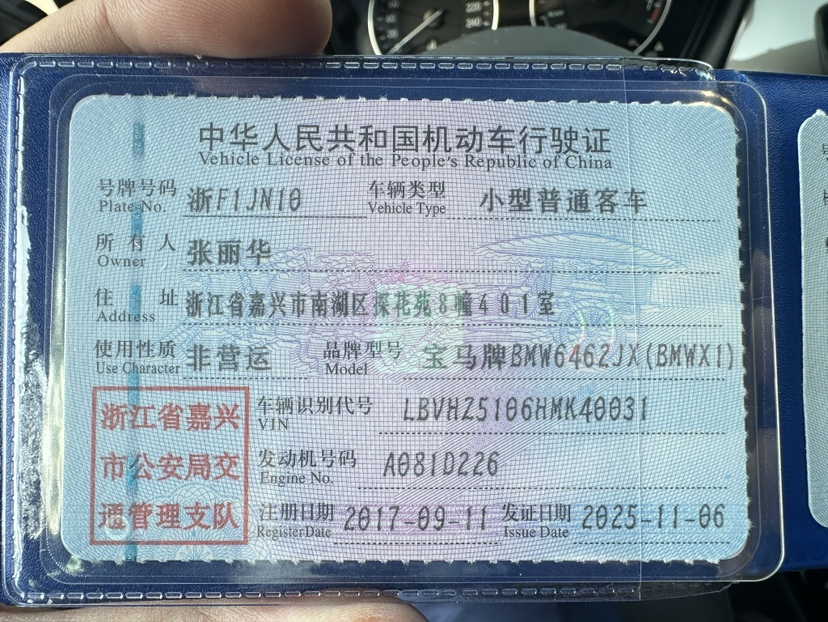 中华人民共和国机动车行驶证
Vehicle License of the People's Republic of China
号牌号码 浙F1JN10 车辆类型 小型普通客车
Plate No. Vehicle Type
所有人 张丽华
Owner
住址 浙江省嘉兴市南湖区探花苑8幢401室
Address
使用性质 非营运 品牌型号 宝马牌BMW6462JX(BMWX1)
Use Character Model
浙江省嘉兴
市公安局交
通管理支队
车辆识别代号 LBVHZ5106HMK40031
VIN
发动机号码 A081D226
Engine No.
注册日期 2017-09-11 发证日期 2025-11-06
Register Date Issue Date